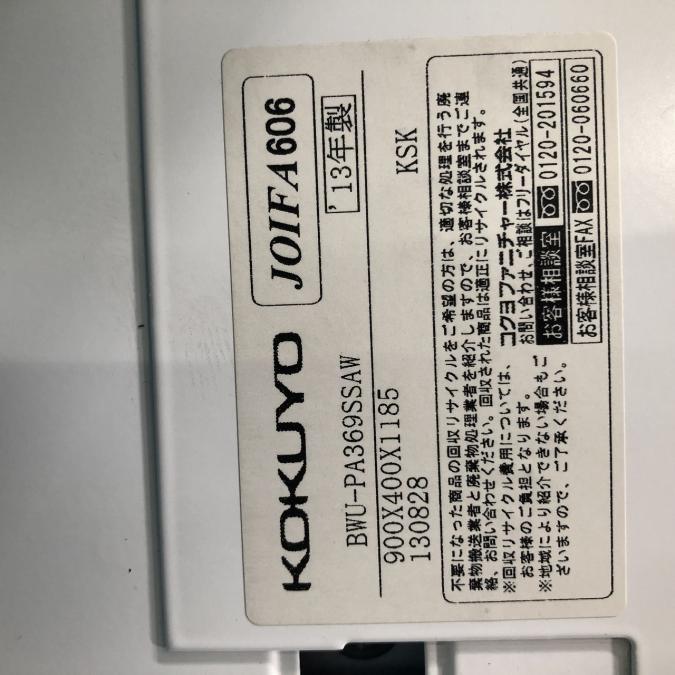 KOKUYO JOIFA606
BWU-PA369SSAW '13年製
900X400X1185
130828 KSK
不要になった商品の回収リサイクルをご希望の方は、適切な処理を行う廃
棄物搬送業者と廃棄物処理業者を紹介しますので、お客様相談室までご連
絡、お問い合わせください。回収された商品は適正にリサイクルされます。
※回収リサイクル費用については、
お客様のご負担となります。
※地域により紹介できない場合もご
ざいますので、ご了承ください。
コクヨファニチャー株式会社
お問い合わせ、ご相談はフリーダイヤル(全国共通)
お客様相談室 0120-201594
お客様相談室FAX 0120-060660